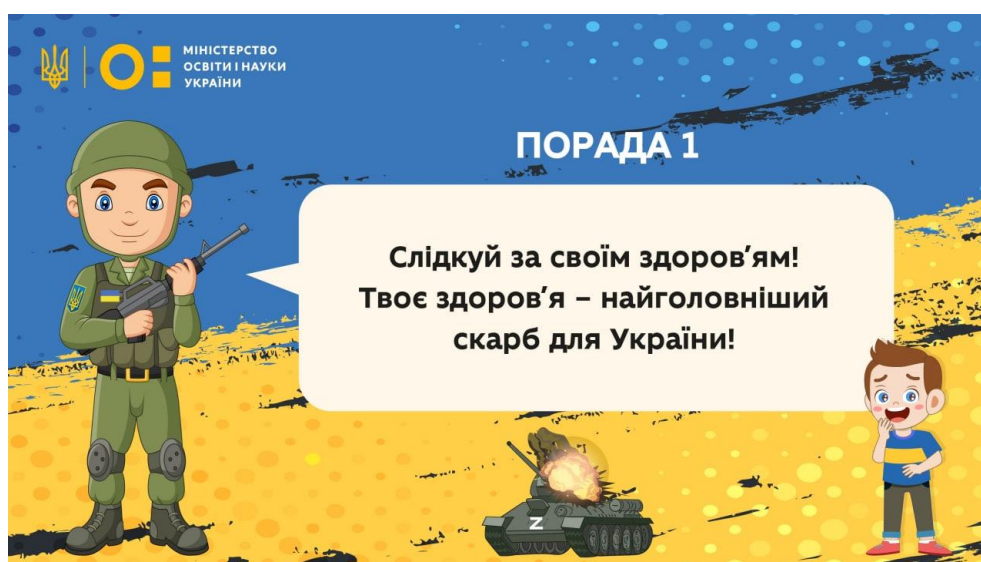 МІНІСТЕРСТВО
ОСВІТИ І НАУКИ
УКРАЇНИ
ПОРАДА 1
Слідкуй за своїм здоров’ям!
Твоє здоров’я – найголовніший
скарб для України!
Z